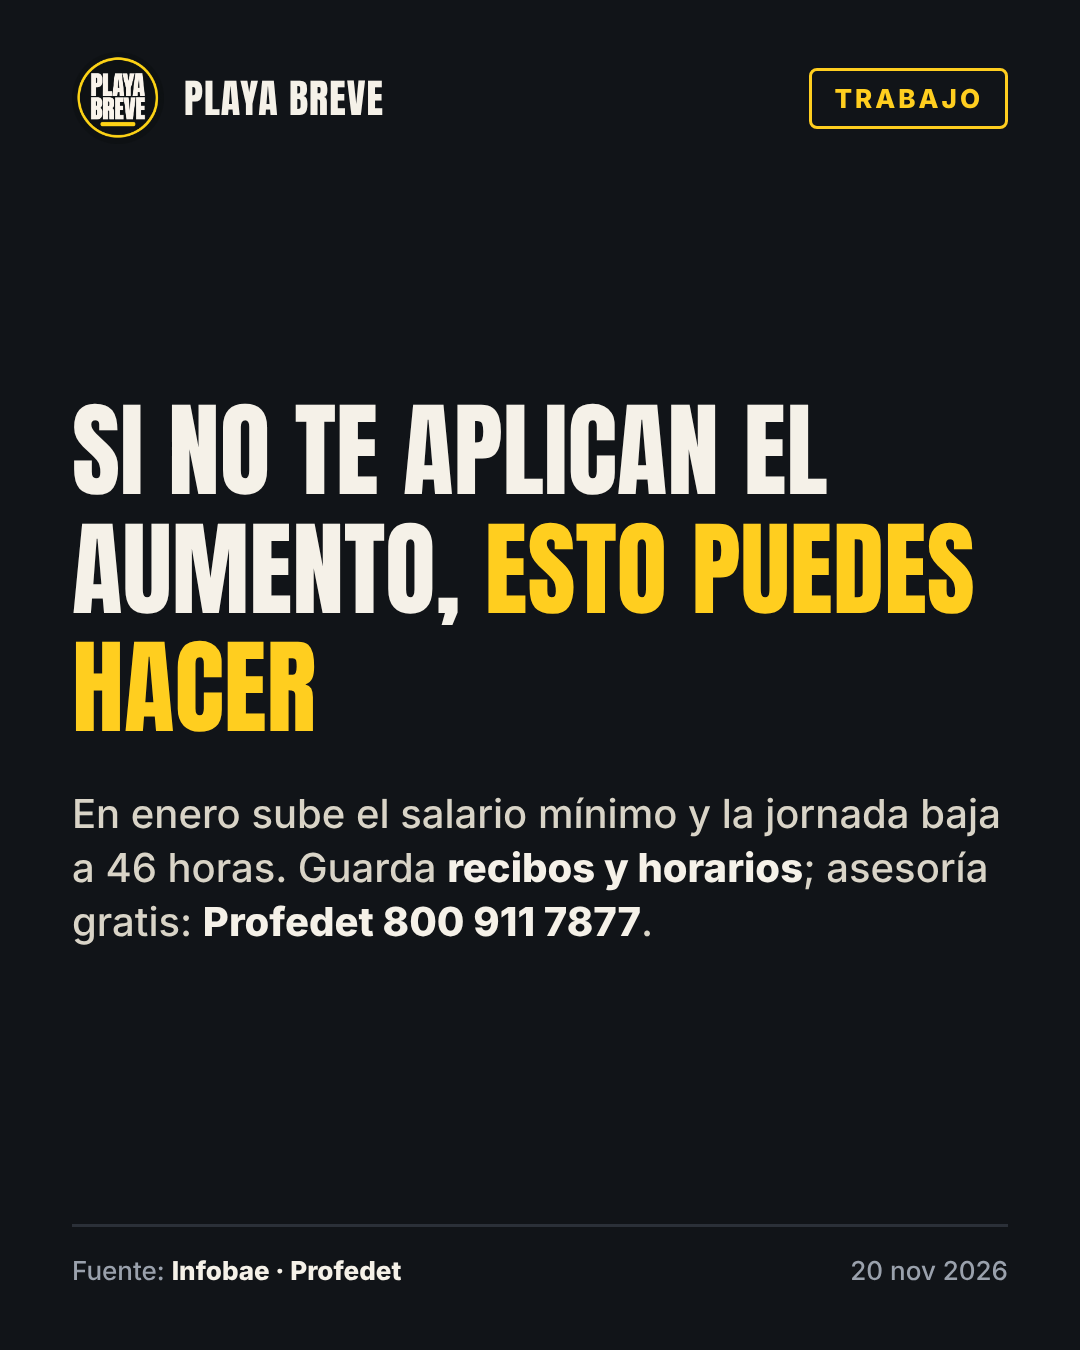 PLAYA
BREVE
PLAYA BREVE
TRABAJO
SI NO TE APLICAN EL
AUMENTO, ESTO PUEDES
HACER
En enero sube el salario mínimo y la jornada baja
a 46 horas. Guarda recibos y horarios; asesoría
gratis: Profedet 800 911 7877.
Fuente: Infobae · Profedet
20 nov 2026